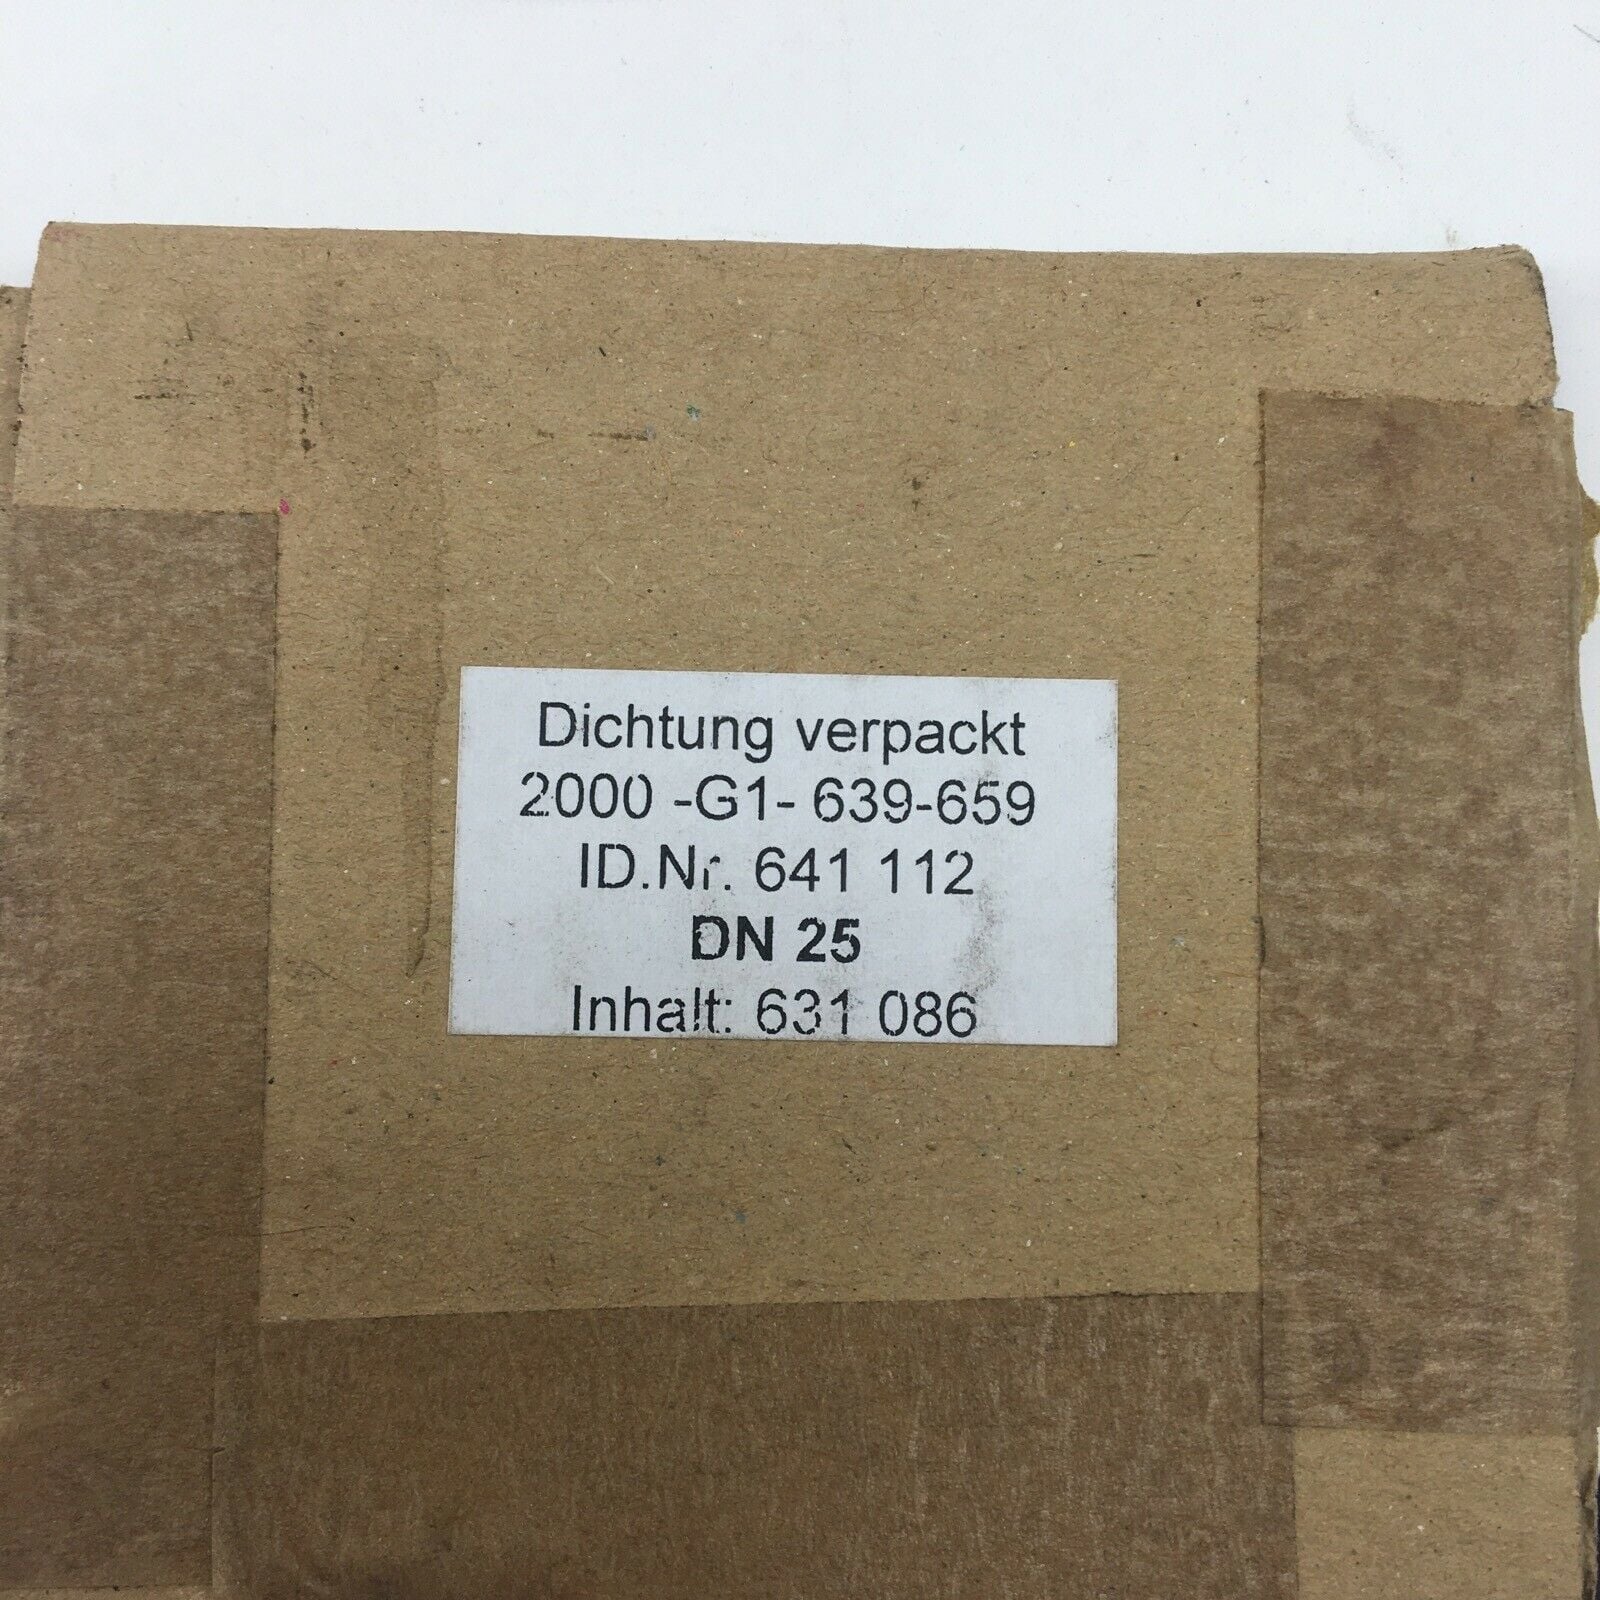 Dichtung verpackt
2000 -G1- 639-659
ID.Nr. 641 112
DN 25
Inhalt: 631 086